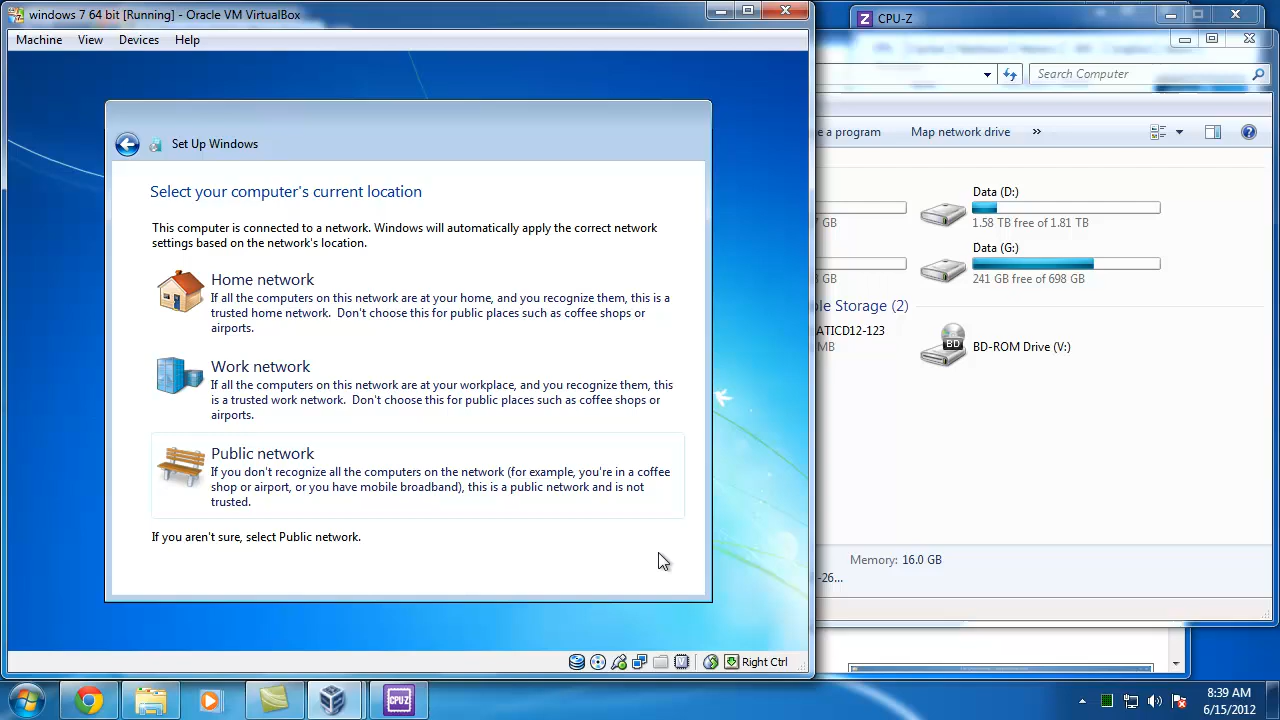 windows 7 64 bit [Running] - Oracle VM VirtualBox
Machine View Devices Help
Set Up Windows
Select your computer's current location
This computer is connected to a network. Windows will automatically apply the correct network
settings based on the network's location.
Home network
If all the computers on this network are at your home, and you recognize them, this is a
trusted home network. Don't choose this for public places such as coffee shops or
airports.
Work network
If all the computers on this network are at your workplace, and you recognize them, this
is a trusted work network. Don't choose this for public places such as coffee shops or
airports.
Public network
If you don't recognize all the computers on the network (for example, you're in a coffee
shop or airport, or you have mobile broadband), this is a public network and is not
trusted.
If you aren't sure, select Public network.
Right Ctrl
CPU-Z
Search Computer
e a program Map network drive »
Data (D:)
GB 1.58 TB free of 1.81 TB
Data (G:)
GB 241 GB free of 698 GB
le Storage (2)
ATICD12-123
MB
BD
BD-ROM Drive (V:)
Memory: 16.0 GB
-26...
CPUZ
8:39 AM
6/15/2012